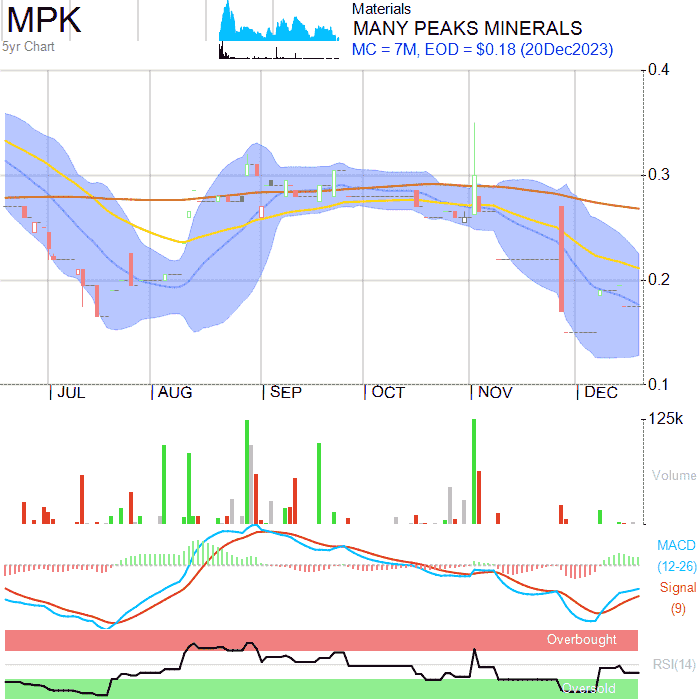 MPK
5yr Chart
Materials
MANY PEAKS MINERALS
MC = 7M, EOD = $0.18 (20Dec2023)
0.4
0.3
0.2
0.1
JUL AUG SEP OCT NOV DEC
125k
Volume
MACD
(12-26)
Signal
(9)
Overbought
RSI(14)
Oversold